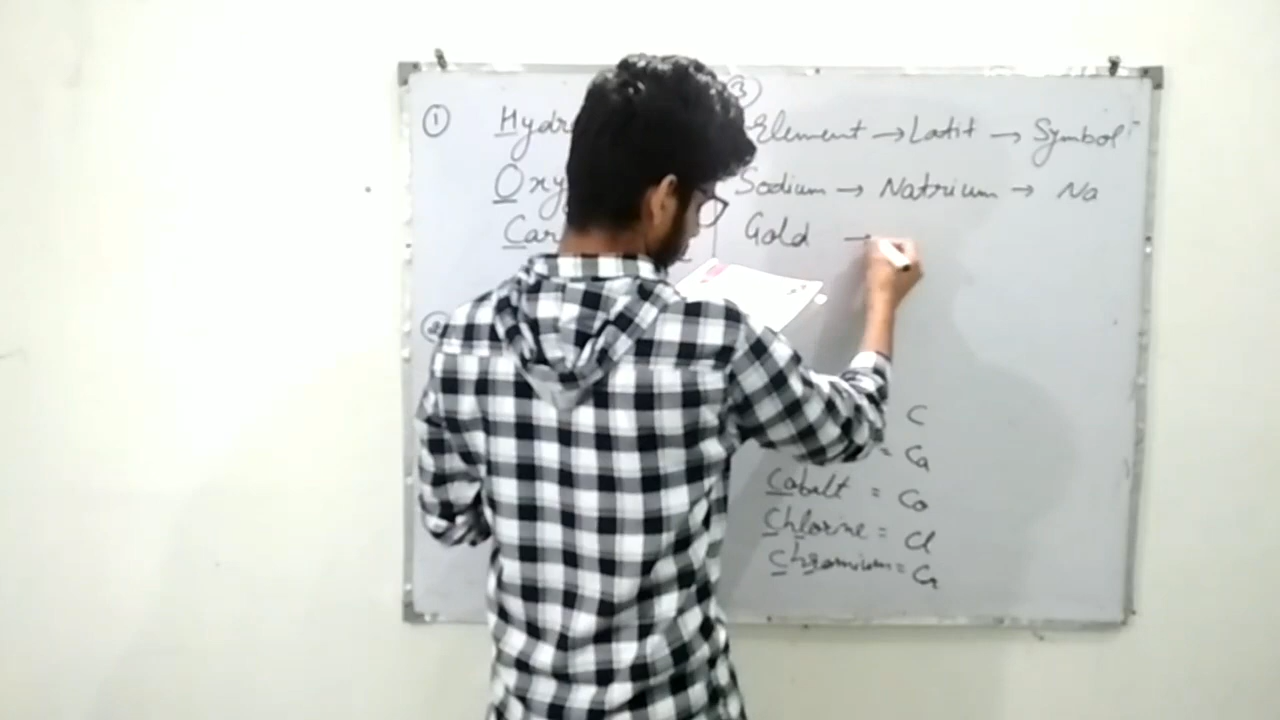 ① Hydr
Oxy
Car
②
③
Element → Latit → Symbol
Sodium → Natrium → Na
Gold →
C
= Ca
Cobalt = Co
Chlorine = Cl
Chromium = Cr